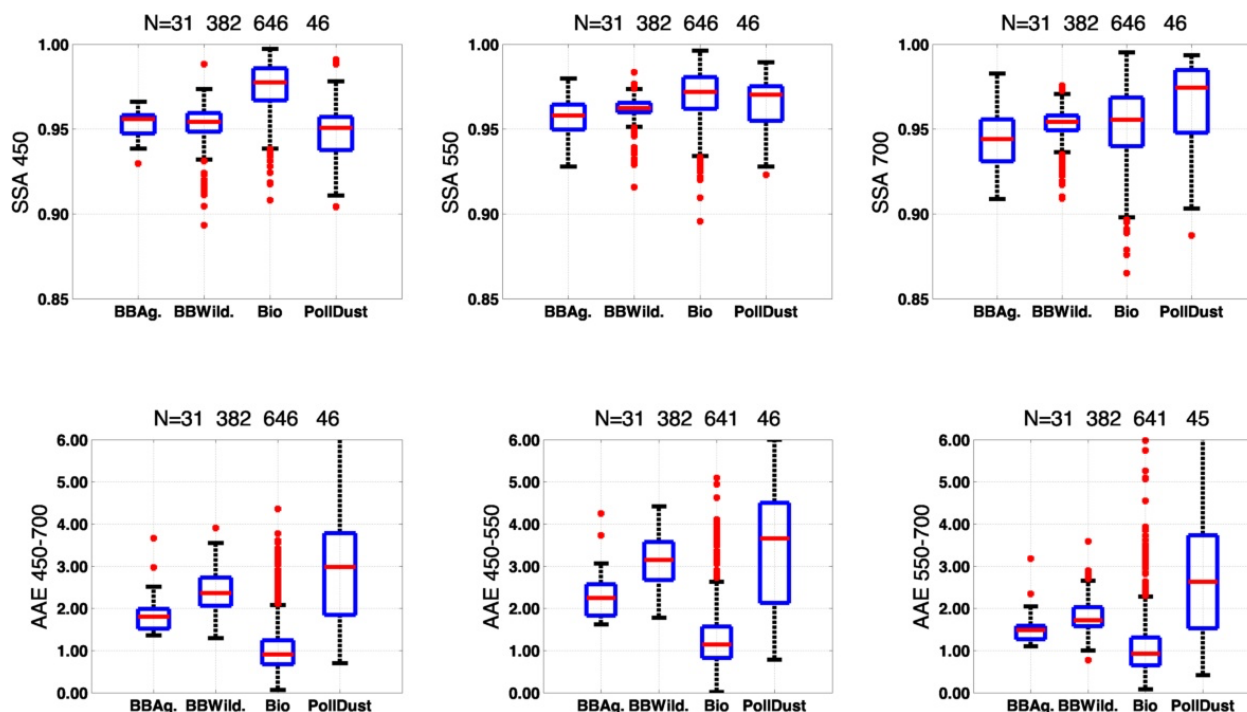 N=31 382 646 46
SSA 450
1.00
0.95
0.90
0.85
BBAg. BBWild. Bio PollDust
N=31 382 646 46
SSA 550
1.00
0.95
0.90
0.85
BBAg. BBWild. Bio PollDust
N=31 382 646 46
SSA 700
1.00
0.95
0.90
0.85
BBAg. BBWild. Bio PollDust
N=31 382 646 46
AAE 450-700
6.00
5.00
4.00
3.00
2.00
1.00
0.00
BBAg. BBWild. Bio PollDust
N=31 382 641 46
AAE 450-550
6.00
5.00
4.00
3.00
2.00
1.00
0.00
BBAg. BBWild. Bio PollDust
N=31 382 641 45
AAE 550-700
6.00
5.00
4.00
3.00
2.00
1.00
0.00
BBAg. BBWild. Bio PollDust